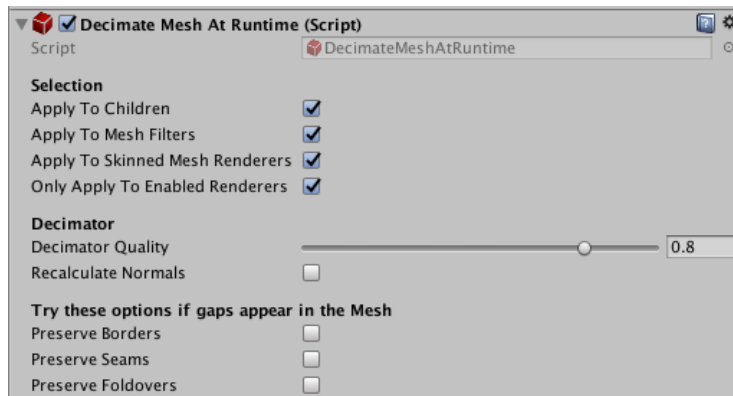 Decimate Mesh At Runtime (Script)
Script DecimateMeshAtRuntime
Selection
Apply To Children
Apply To Mesh Filters
Apply To Skinned Mesh Renderers
Only Apply To Enabled Renderers
Decimator
Decimator Quality 0.8
Recalculate Normals
Try these options if gaps appear in the Mesh
Preserve Borders
Preserve Seams
Preserve Foldovers